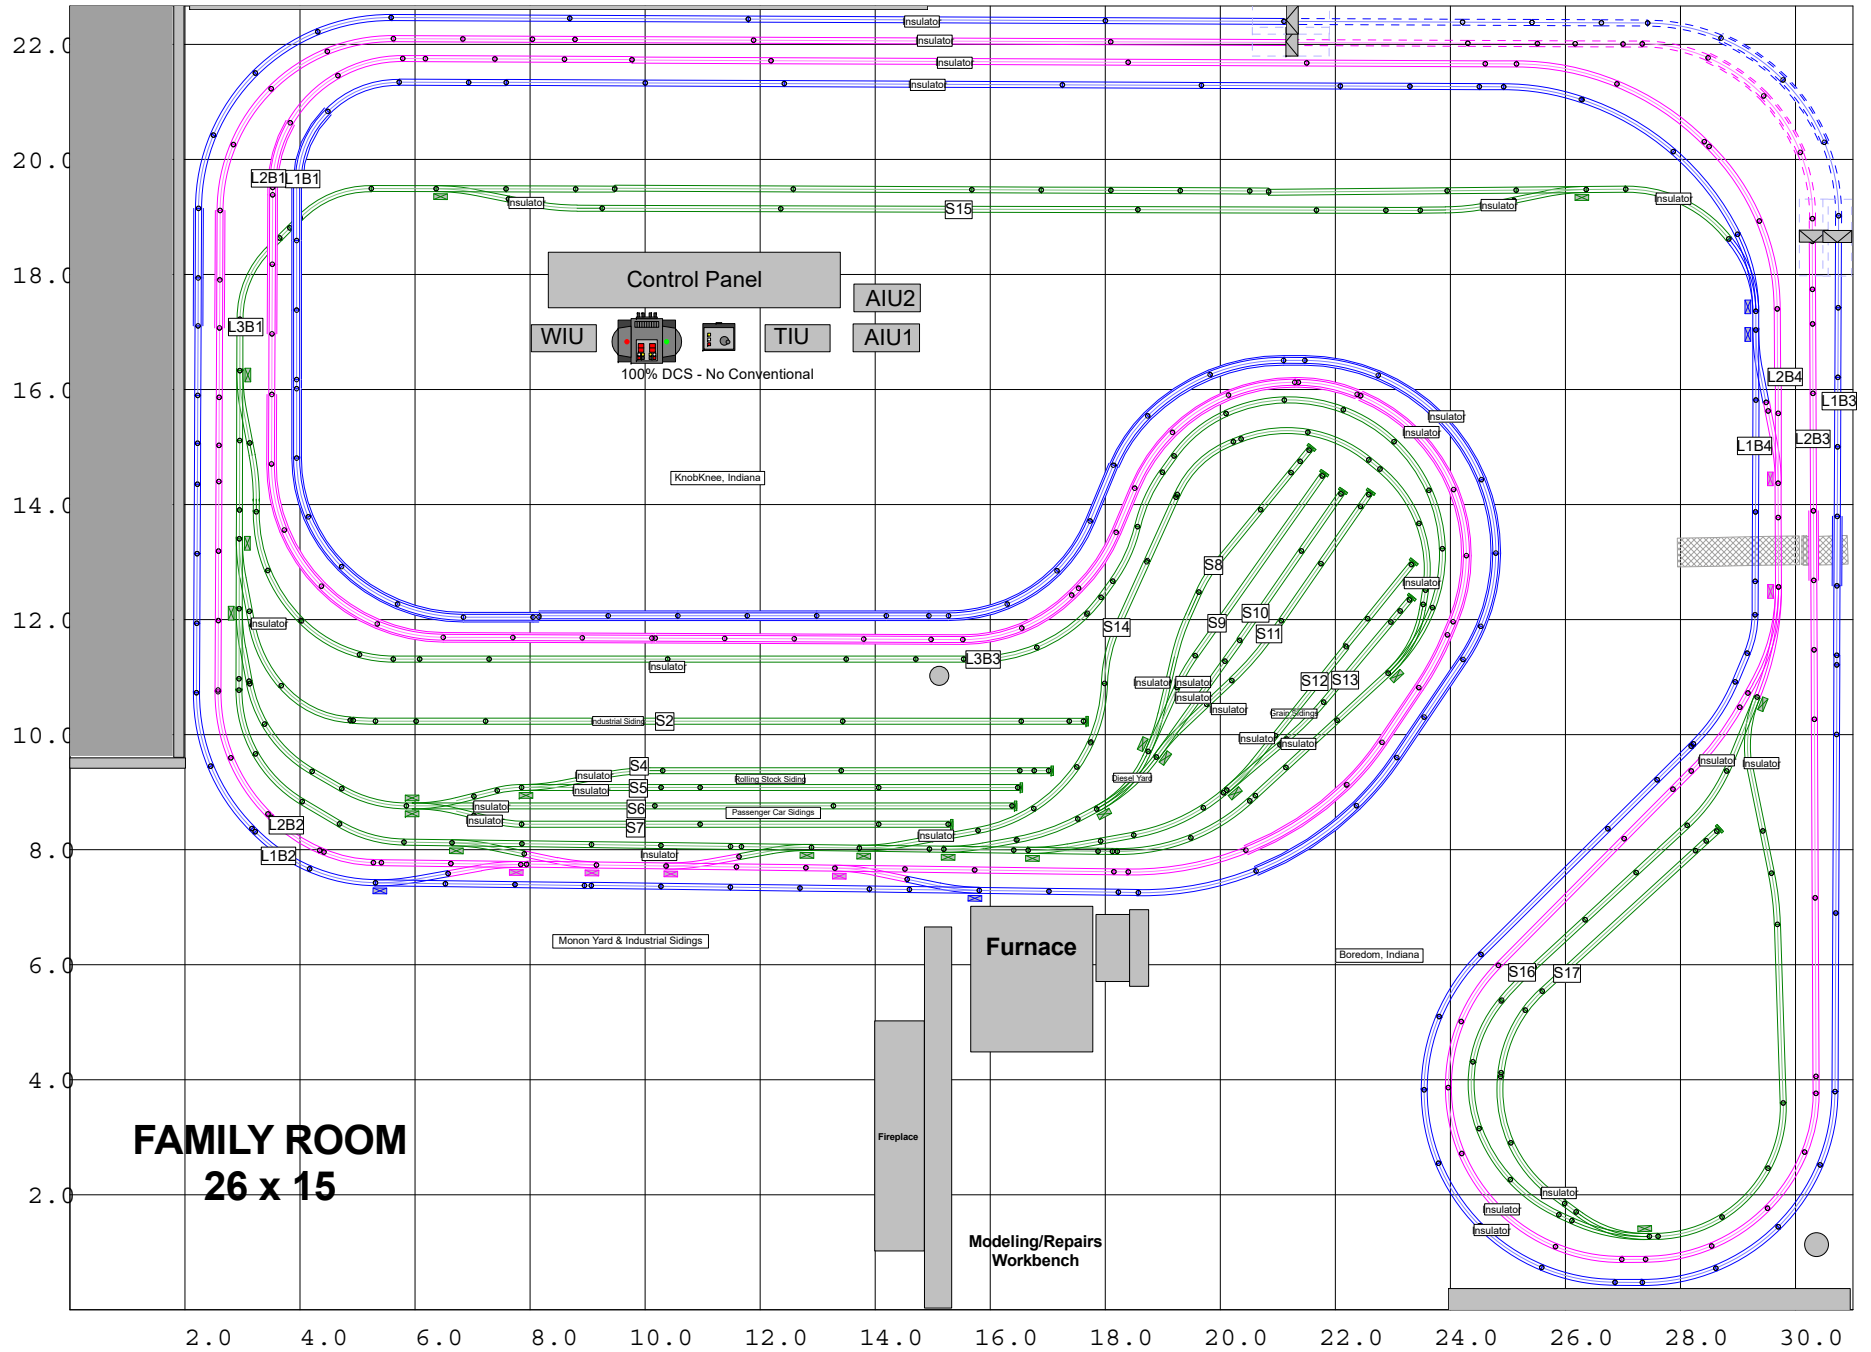 Insulator
22.0
Insulator
Insulator
Insulator
20.0
L2B1
L1B1
Insulator
S15
Insulator
Insulator
18.0
Control Panel
AIU2
L3B1
WIU
TIU
AIU1
100% DCS - No Conventional
16.0
L2B4
L1B3
Insulator
Insulator
L2B3
L1B4
KnobKnee, Indiana
14.0
S8
Insulator
12.0
Insulator
S14
S9
S10
S11
L3B3
Insulator
S12
S13
Insulator
Insulator
Insulator
Insulator
Industrial Siding
S2
Grain Sidings
10.0
Insulator
Insulator
Insulator
Insulator
S4
Insulator
Rolling Stock Siding
Diesel Yard
S5
Insulator
Insulator
S6
Passenger Car Sidings
Insulator
S7
L2B2
Insulator
8.0
L1B2
Insulator
Monon Yard & Industrial Sidings
Furnace
Boredom, Indiana
6.0
S16
S17
4.0
FAMILY ROOM
26 x 15
Fireplace
2.0
Insulator
Insulator
Insulator
Modeling/Repairs
Workbench
2.0 4.0 6.0 8.0 10.0 12.0 14.0 16.0 18.0 20.0 22.0 24.0 26.0 28.0 30.0